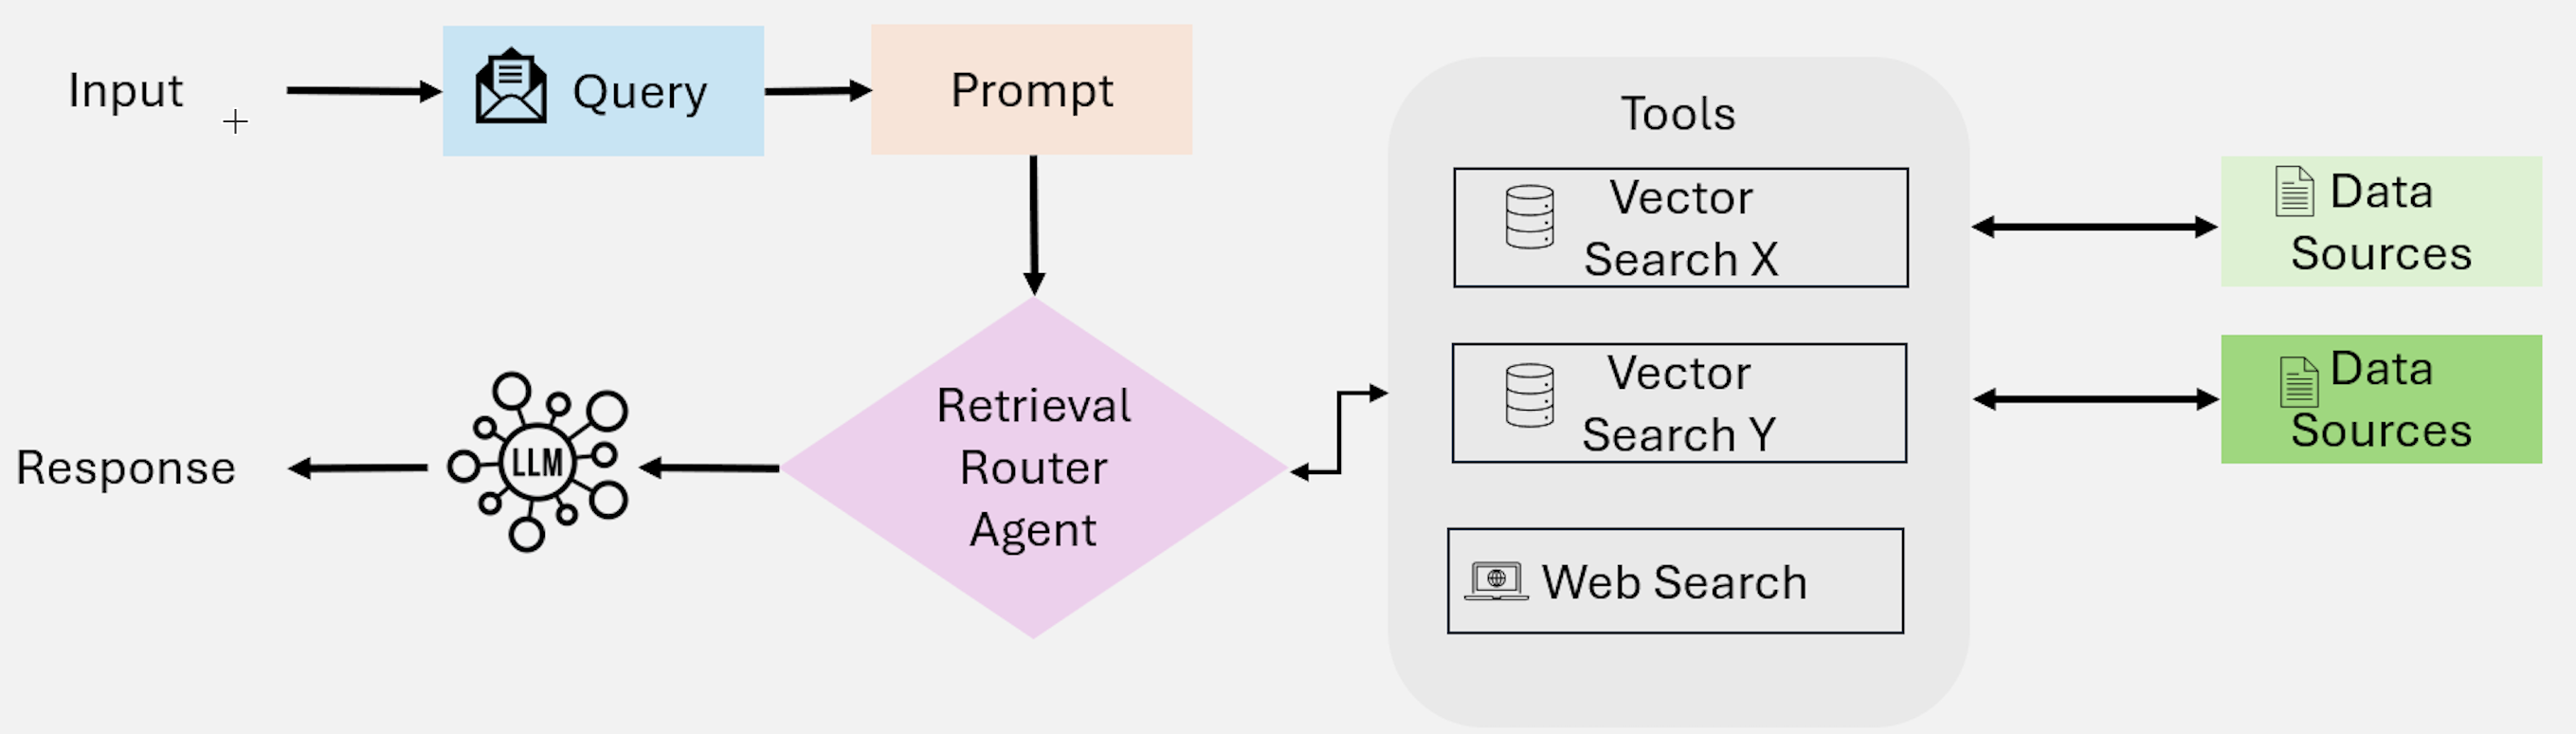 Input
Query
Prompt
Tools
Vector
Search X
Data
Sources
Vector
Search Y
Data
Sources
Retrieval
Router
Agent
LLM
Response
Web Search